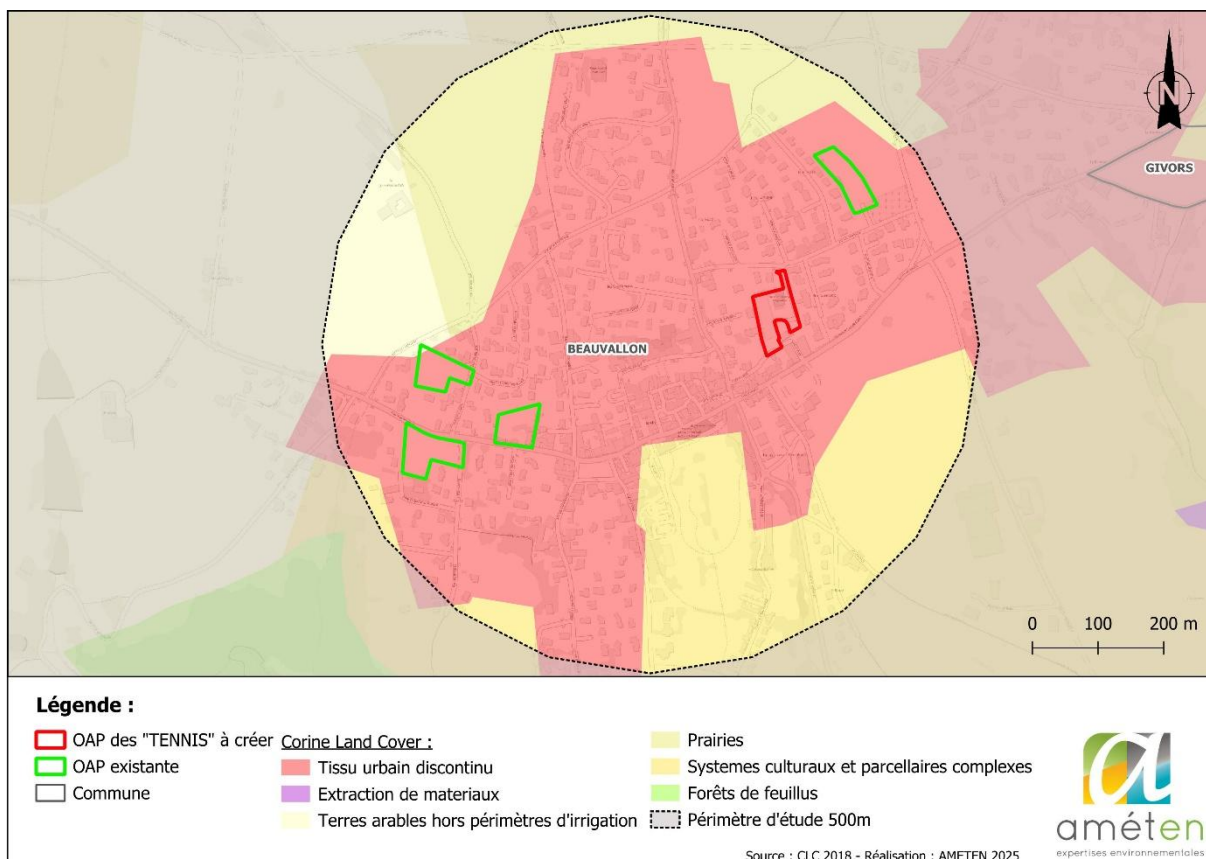 N
GIVORS
BEAUVALLON
0 100 200 m
Légende :
OAP des "TENNIS" à créer
OAP existante
Commune
Corine Land Cover :
Tissu urbain discontinu
Extraction de materiaux
Terres arables hors périmètres d'irrigation
Prairies
Systemes culturaux et parcellaires complexes
Forêts de feuillus
Périmètre d'étude 500m
a
améten
expertises environnementales
Source : CLC 2018 - Réalisation : AMETEN 2025